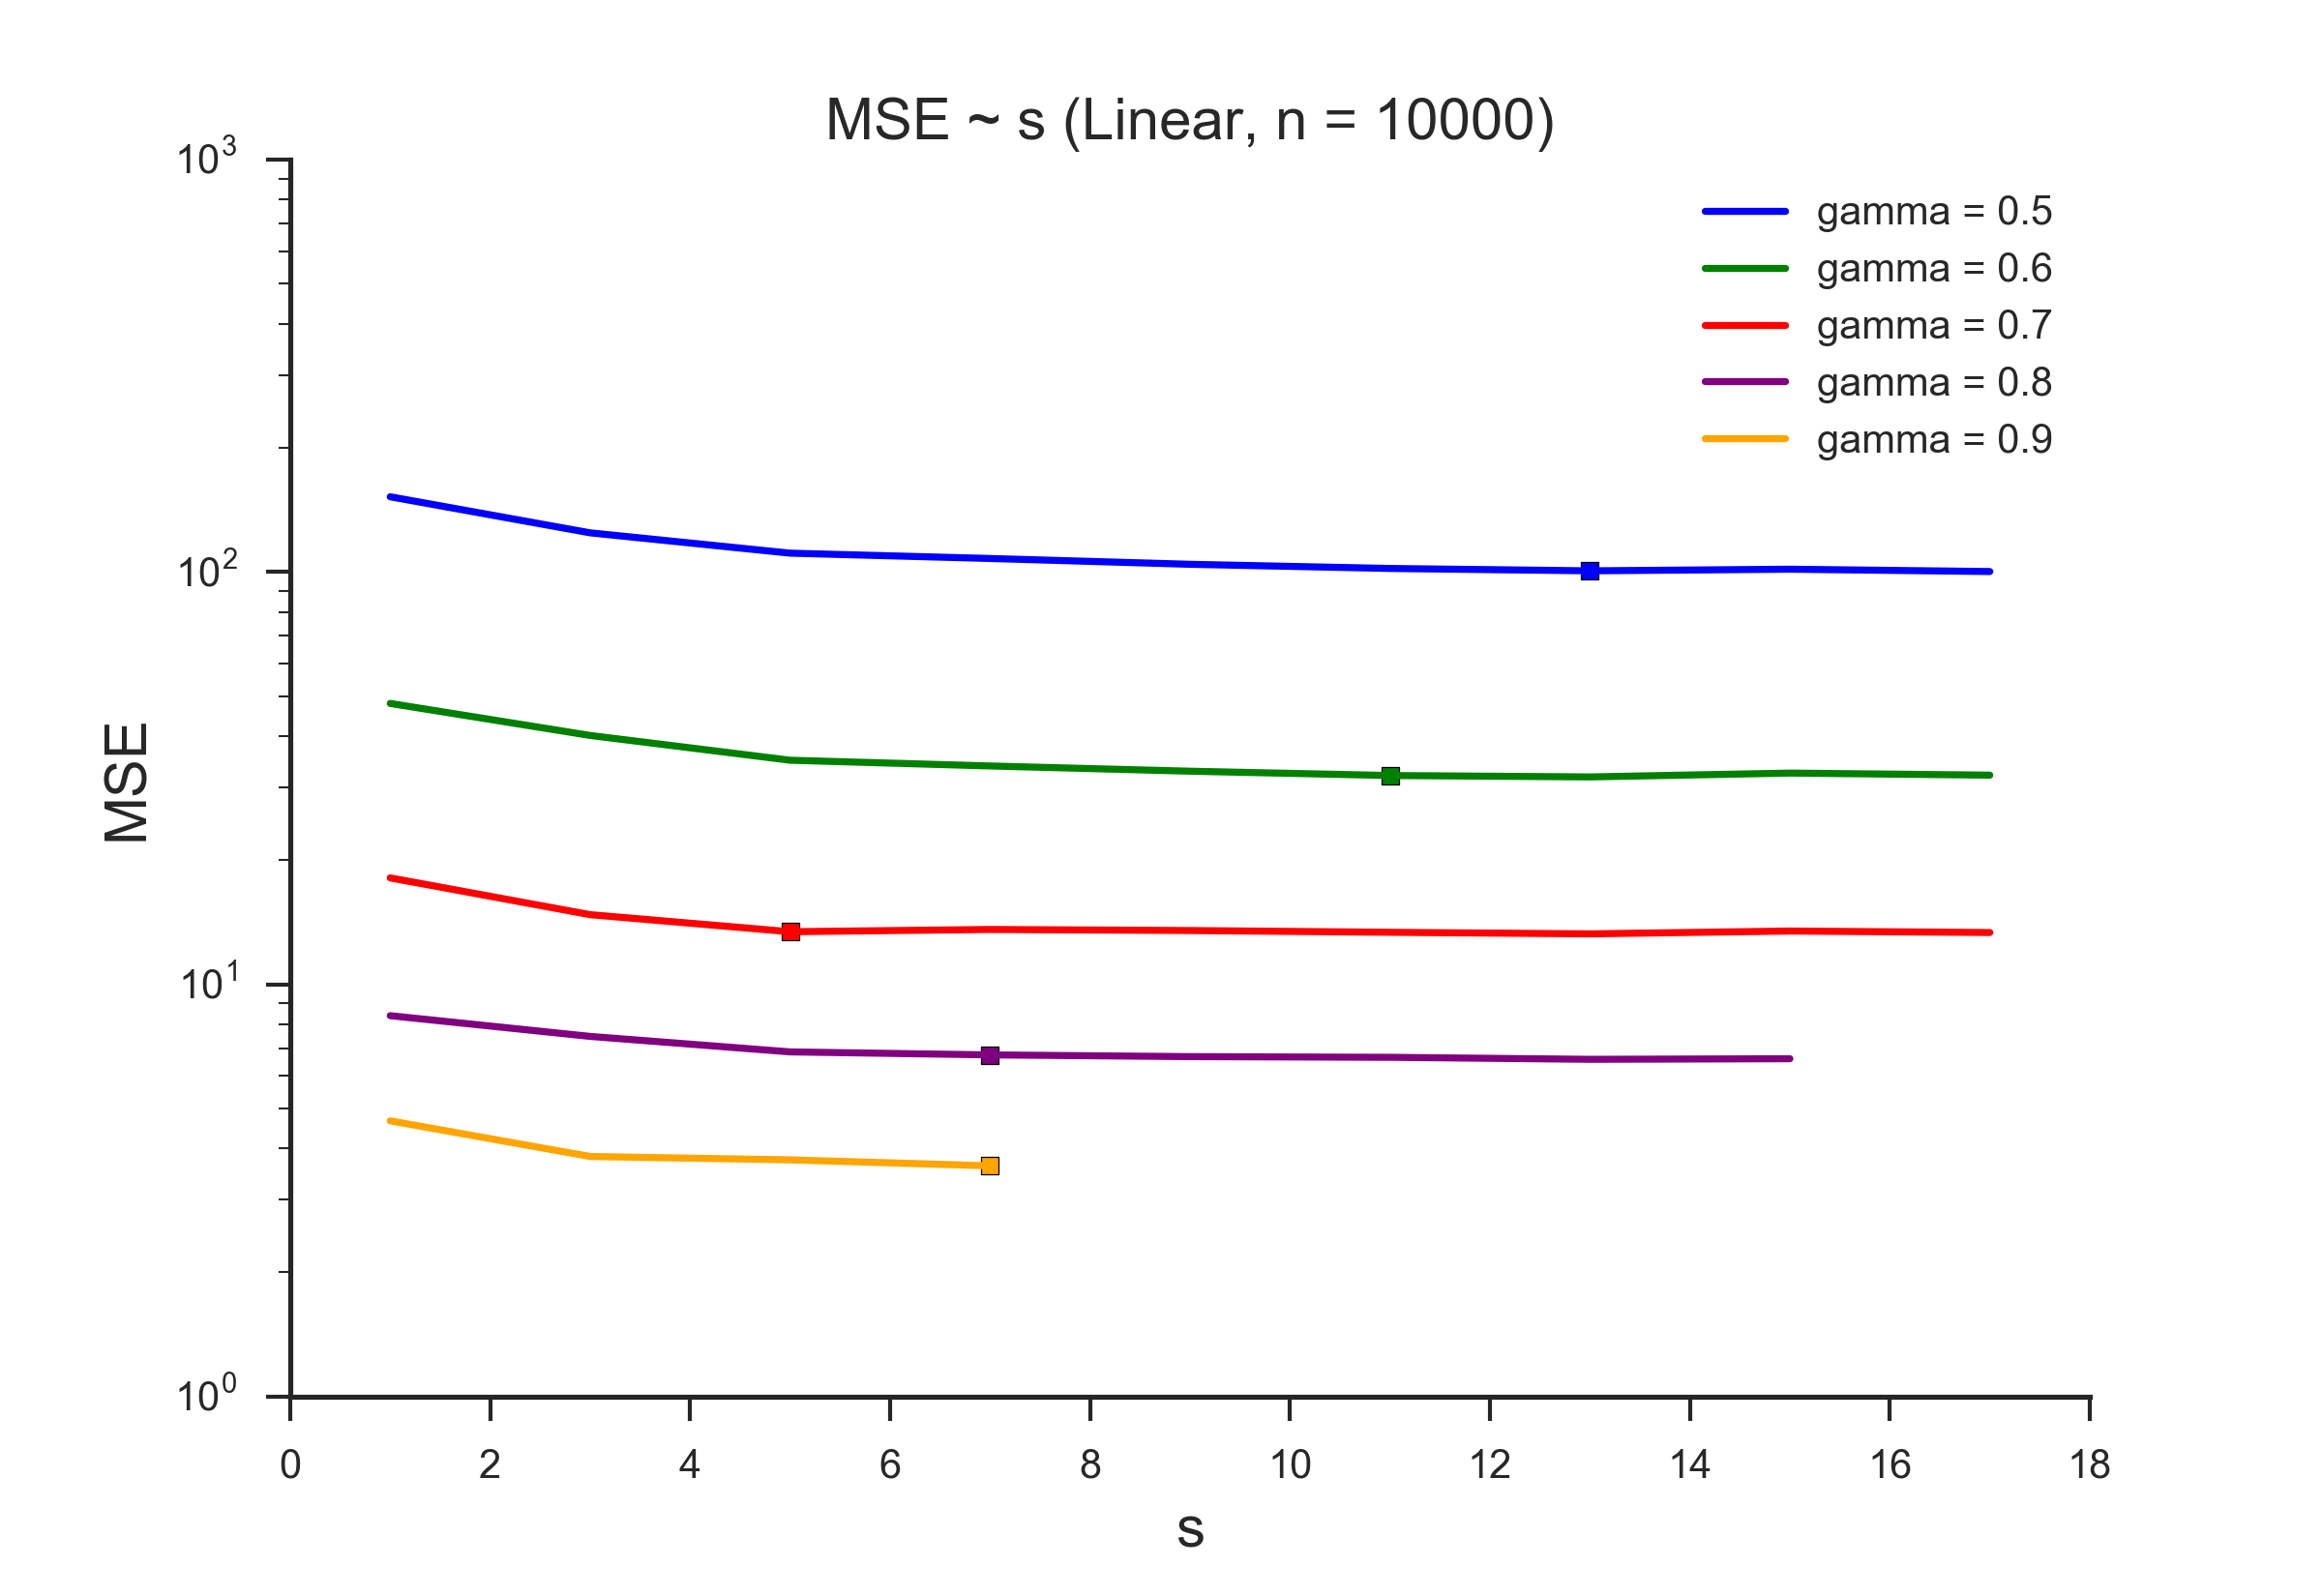 MSE ~ s (Linear, n = 10000)
10³
10²
10¹
10⁰
MSE
gamma = 0.5
gamma = 0.6
gamma = 0.7
gamma = 0.8
gamma = 0.9
0 2 4 6 8 10 12 14 16 18
s